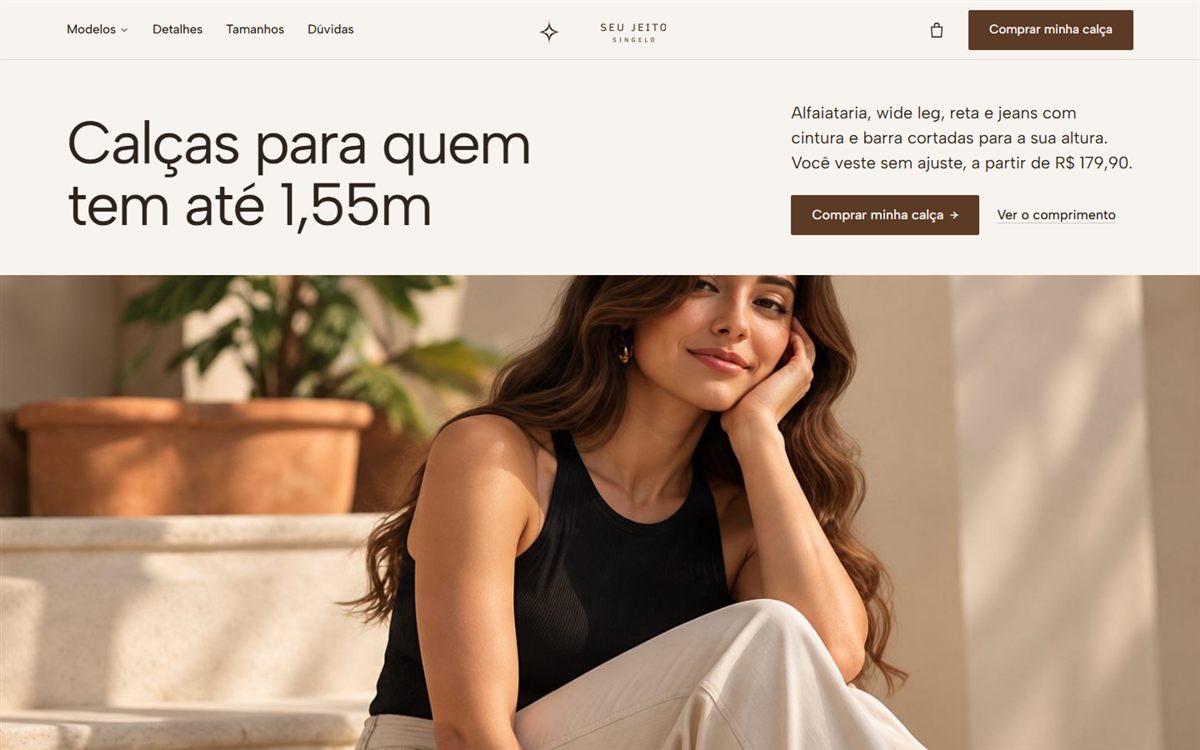 Modelos
Detalhes
Tamanhos
Dúvidas
SEU JEITO
SINGELO
Comprar minha calça
Calças para quem
tem até 1,55m
Alfaiataria, wide leg, reta e jeans com
cintura e barra cortadas para a sua altura.
Você veste sem ajuste, a partir de R$ 179,90.
Comprar minha calça →
Ver o comprimento